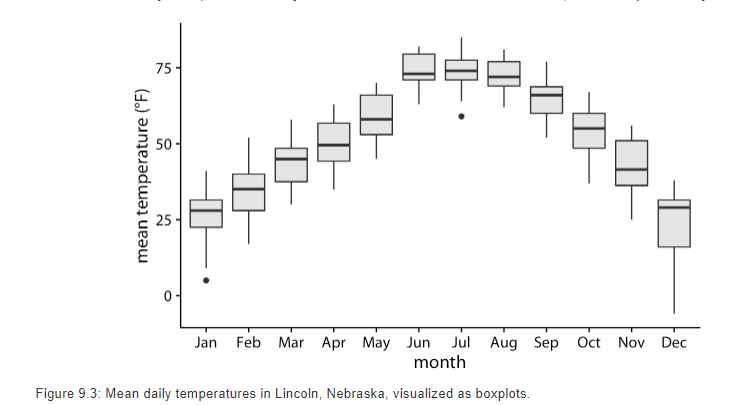 mean temperature (°F)
75
50
25
0
Jan Feb Mar Apr May Jun Jul Aug Sep Oct Nov Dec
month
Figure 9.3: Mean daily temperatures in Lincoln, Nebraska, visualized as boxplots.